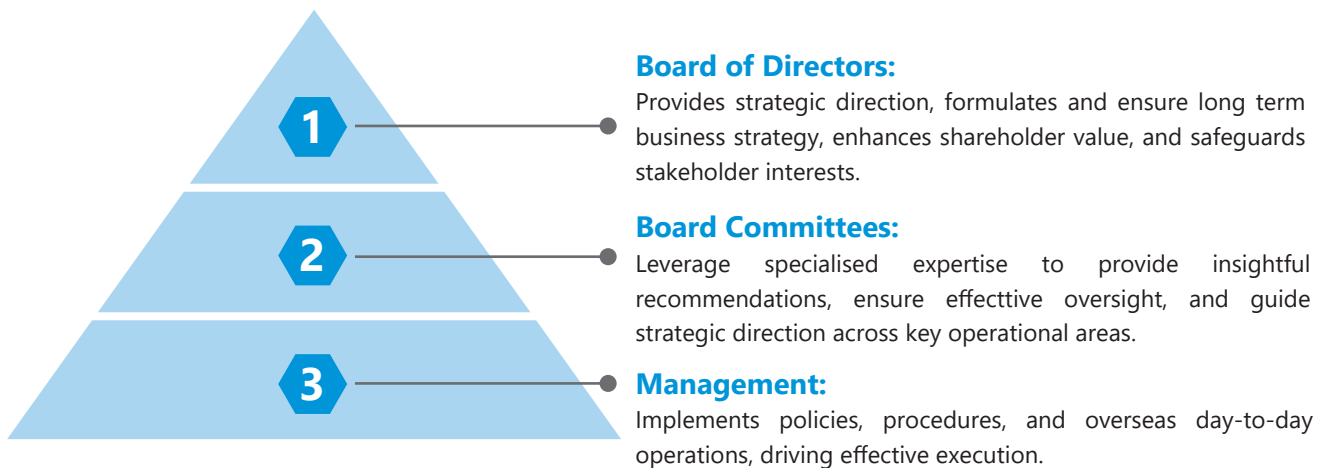 1
Board of Directors:
Provides strategic direction, formulates and ensure long term
business strategy, enhances shareholder value, and safeguards
stakeholder interests.
2
Board Committees:
Leverage specialised expertise to provide insightful
recommendations, ensure effecttive oversight, and guide
strategic direction across key operational areas.
3
Management:
Implements policies, procedures, and overseas day-to-day
operations, driving effective execution.